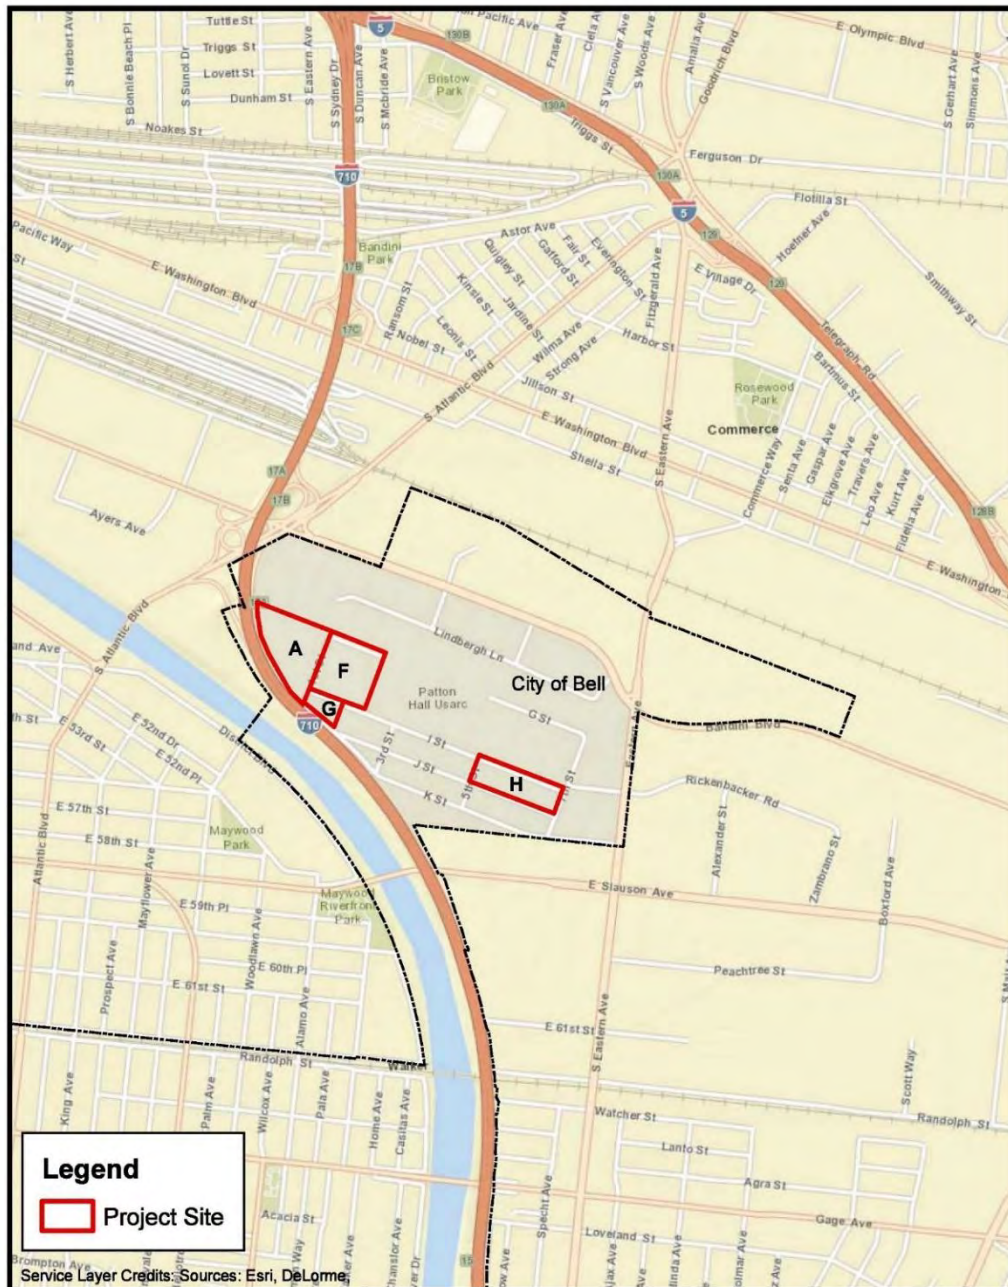 Tuttle St
Triggs St
Lovett St
Dunham St
Noakes St
S Herbert Ave
S Bonnie Beach Pl
S Sunol Dr
S Eastern Ave
S Sydney Dr
S Duncan Ave
S Mcbride Ave
5
130B
Pacific Ave
Fraser Ave
Clela Ave
S Vancouver Ave
S Woods Ave
Amalia Ave
Goodrich Blvd
E Olympic Blvd
S Gerhart Ave
Simmons Ave
Bristow
Park
130A
Triggs St
Ferguson Dr
130A
710
5
Flotilla St
129
Hoefner Ave
Smithway St
Pacific Way
E Washington Blvd
Bandini
Park
17B
17C
Astor Ave
Quigley St
Gafford St
Fair St
Everington St
Kinsie St
Jardine St
Leonis St
Ransom St
Nobel St
Wilma Ave
Strong Ave
Fitzgerald Ave
E Village Dr
129
Telegraph Rd
Harbor St
Jillson St
S Atlantic Blvd
E Washington Blvd
Sheila St
S Eastern Ave
Rosewood
Park
Commerce
Commerce Way
Senta Ave
Gaspar Ave
Elkgrove Ave
Travers Ave
Leo Ave
Kurt Ave
Fidelia Ave
Bartmus St
128B
E Washington
17A
17B
Ayers Ave
S Atlantic Blvd
A
F
G
H
Lindbergh Ln
City of Bell
Patton
Hall Usarc
G St
I St
J St
K St
3rd St
710
Bandini Blvd
Rickenbacker Rd
Alexander St
Zambrano St
Boxford Ave
E Slauson Ave
Peachtree St
E 61st St
S Eastern Ave
Scott Way
Randolph St
E 53rd St
E 52nd Dr
E 52nd Pl
E 57th St
E 58th St
Atlantic Blvd
Mayflower Ave
Maywood
Park
Maywood
Riverfront
Park
E 59th Pl
E 60th Pl
E 61st St
Prospect Ave
Woodlawn Ave
Alamo Ave
Randolph St
Walker
King Ave
Palm Ave
Wilcox Ave
Pala Ave
Home Ave
Casitas Ave
Watcher St
Lanto St
Agra St
Gage Ave
Specht Ave
Loveland St
Acacia St
Brompton Ave
15
Legend
Project Site
Service Layer Credits: Sources: Esri, DeLorme,